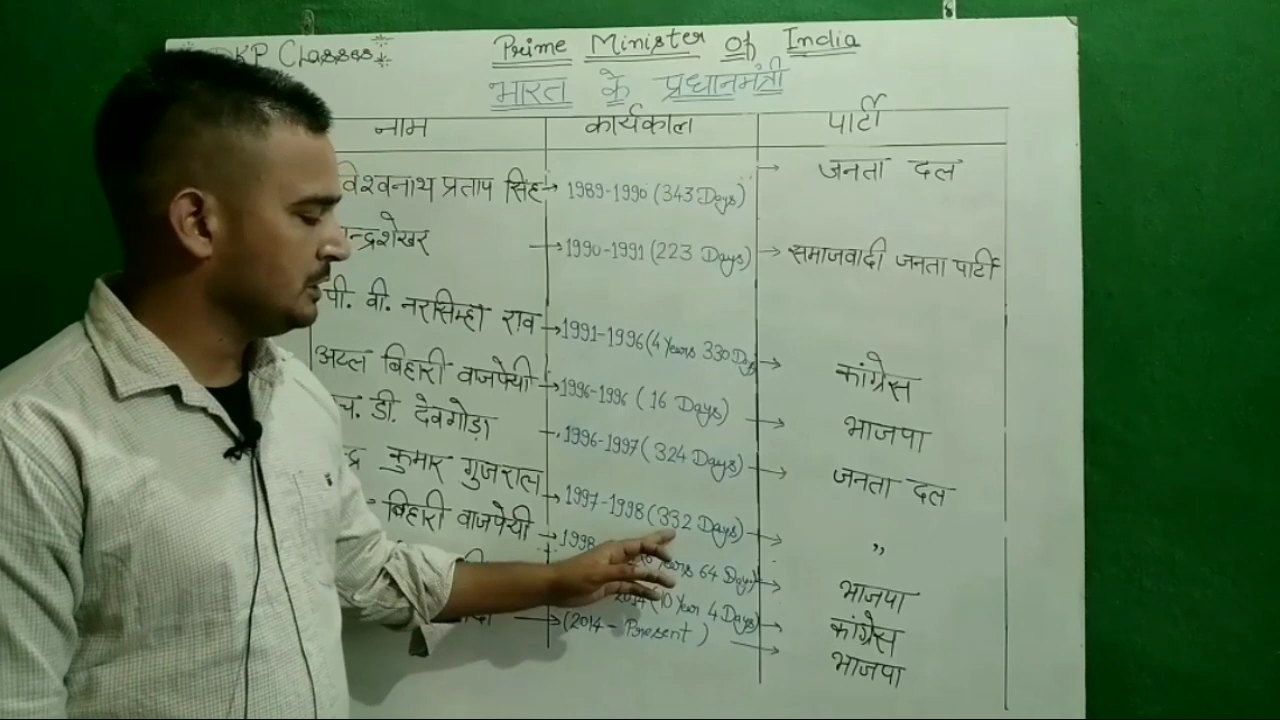 DKP Classes Prime Minister of India
भारत के प्रधानमंत्री
नाम कार्यकाल पार्टी
विश्वनाथ प्रताप सिंह → 1989-1990 (343 Days) → जनता दल
न्द्रशेखर → 1990-1991 (223 Days) → समाजवादी जनता पार्टी
पी. वी. नरसिम्हा राव → 1991-1996 (4 Years 330 Days → कांग्रेस
अटल बिहारी वाजपेयी → 1996-1996 (16 Days) → भाजपा
च. डी. देवगोड़ा → 1996-1997 (324 Days) → जनता दल
द्र कुमार गुजराल → 1997-1998 (332 Days) → ”
बिहारी वाजपेयी → 1998 Years 64 Days) → भाजपा
2014 (10 Year 4 Days) → कांग्रेस
→ (2014 - Present) → भाजपा